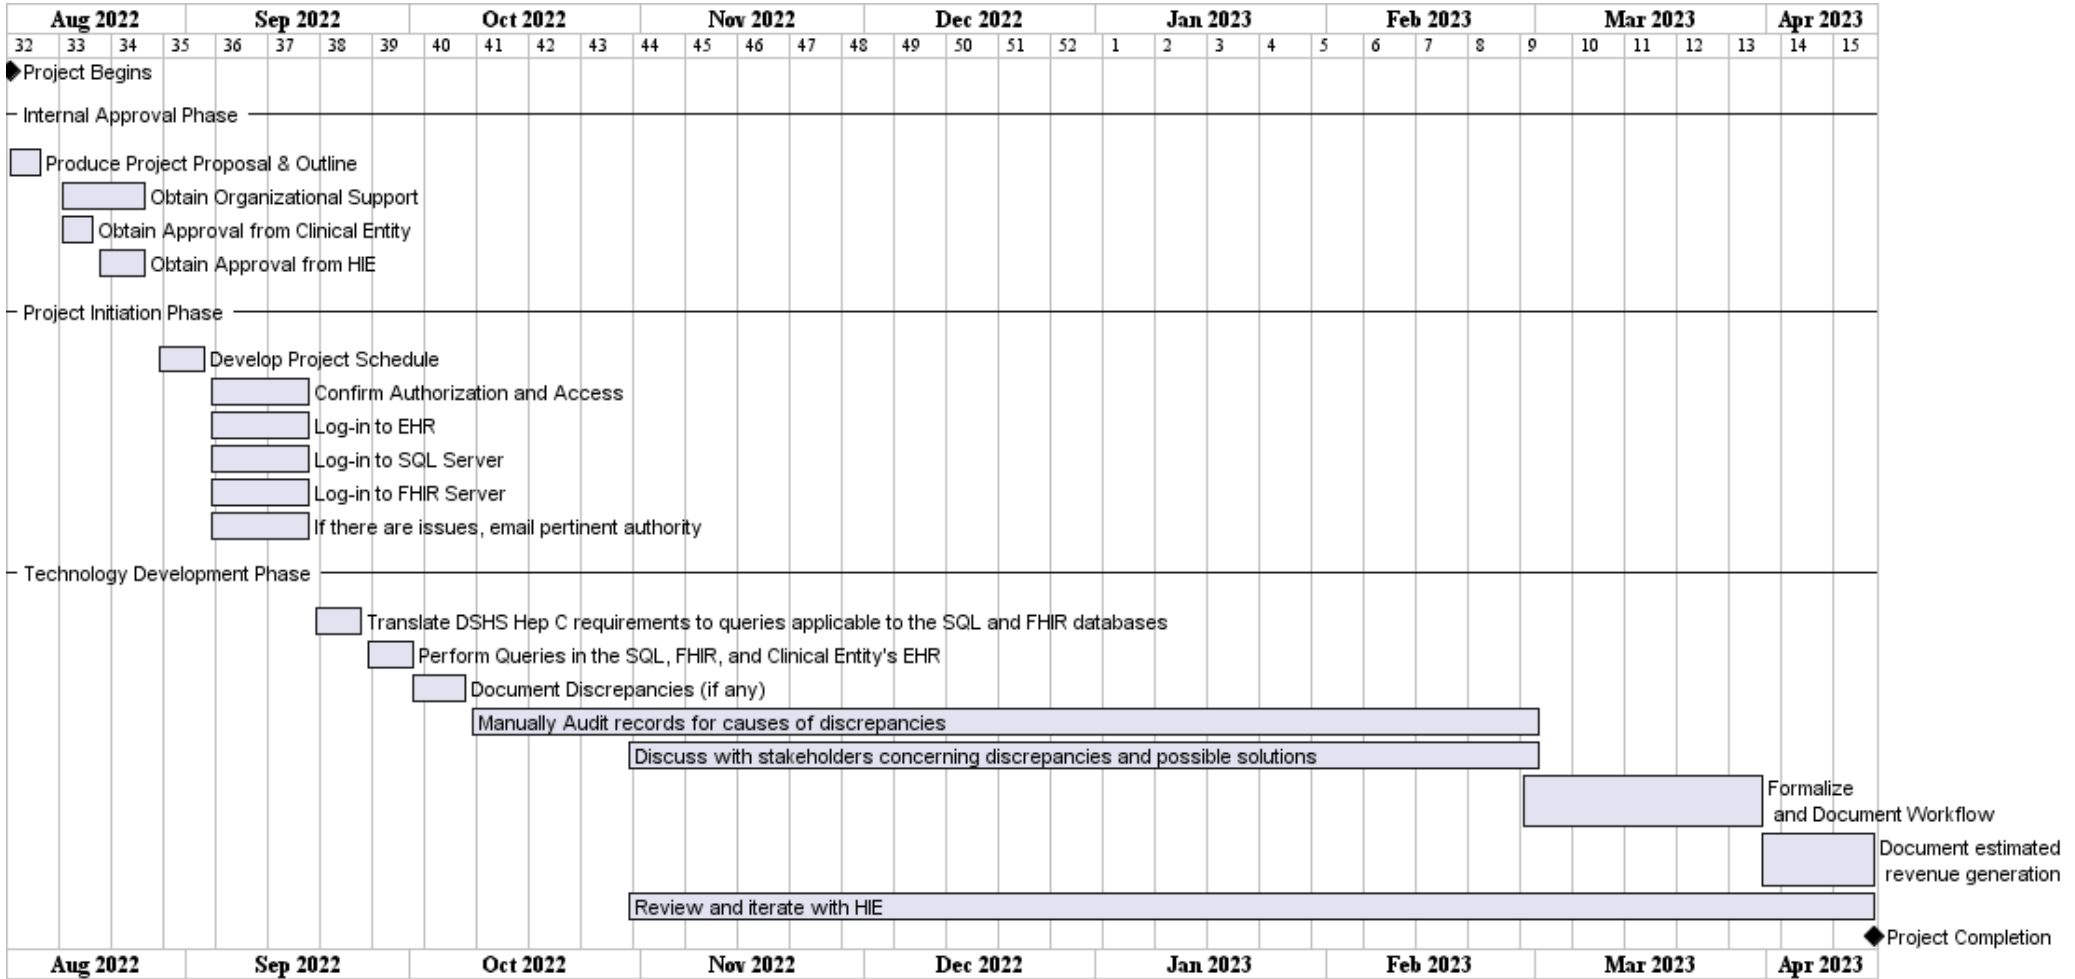 Aug 2022 Sep 2022 Oct 2022 Nov 2022 Dec 2022 Jan 2023 Feb 2023 Mar 2023 Apr 2023
32 33 34 35 36 37 38 39 40 41 42 43 44 45 46 47 48 49 50 51 52 1 2 3 4 5 6 7 8 9 10 11 12 13 14 15
Project Begins
Internal Approval Phase
Produce Project Proposal & Outline
Obtain Organizational Support
Obtain Approval from Clinical Entity
Obtain Approval from HIE
Project Initiation Phase
Develop Project Schedule
Confirm Authorization and Access
Log-in to EHR
Log-in to SQL Server
Log-in to FHIR Server
If there are issues, email pertinent authority
Technology Development Phase
Translate DSHS Hep C requirements to queries applicable to the SQL and FHIR databases
Perform Queries in the SQL, FHIR, and Clinical Entity's EHR
Document Discrepancies (if any)
Manually Audit records for causes of discrepancies
Discuss with stakeholders concerning discrepancies and possible solutions
Formalize
and Document Workflow
Document estimated
revenue generation
Review and iterate with HIE
Project Completion
Aug 2022 Sep 2022 Oct 2022 Nov 2022 Dec 2022 Jan 2023 Feb 2023 Mar 2023 Apr 2023